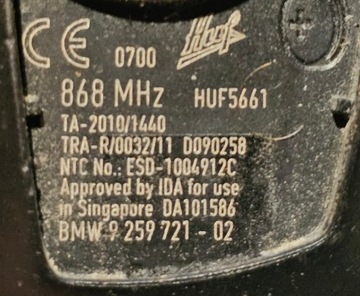 CE 0700 Huf
868 MHz HUF5661
TA-2010/1440
TRA-R/0032/11 D090258
NTC No.: ESD-1004912C
Approved by IDA for use
in Singapore DA101586
BMW 9 259 721 - 02